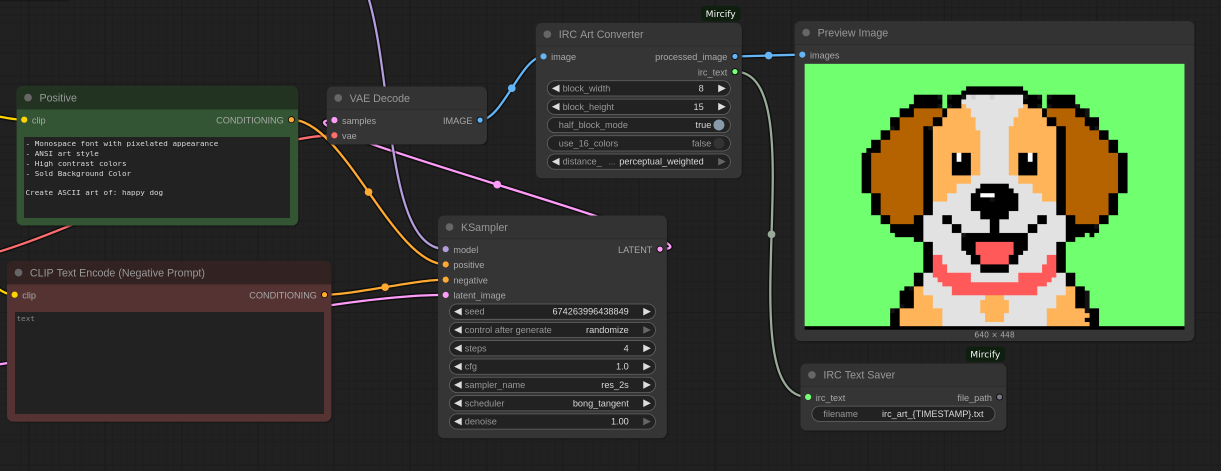 Mircify
IRC Art Converter
image
processed_image
irc_text
block_width 8
block_height 15
half_block_mode true
use_16_colors false
distance_ ... perceptual_weighted
Preview Image
images
640 × 448
Positive
clip
CONDITIONING
- Monospace font with pixelated appearance
- ANSI art style
- High contrast colors
- Sold Background Color
Create ASCII art of: happy dog
VAE Decode
samples
IMAGE
vae
CLIP Text Encode (Negative Prompt)
clip
CONDITIONING
text
KSampler
model
LATENT
positive
negative
latent_image
seed 674263996438849
control after generate randomize
steps 4
cfg 1.0
sampler_name res_2s
scheduler bong_tangent
denoise 1.00
Mircify
IRC Text Saver
irc_text
file_path
filename irc_art_{TIMESTAMP}.txt